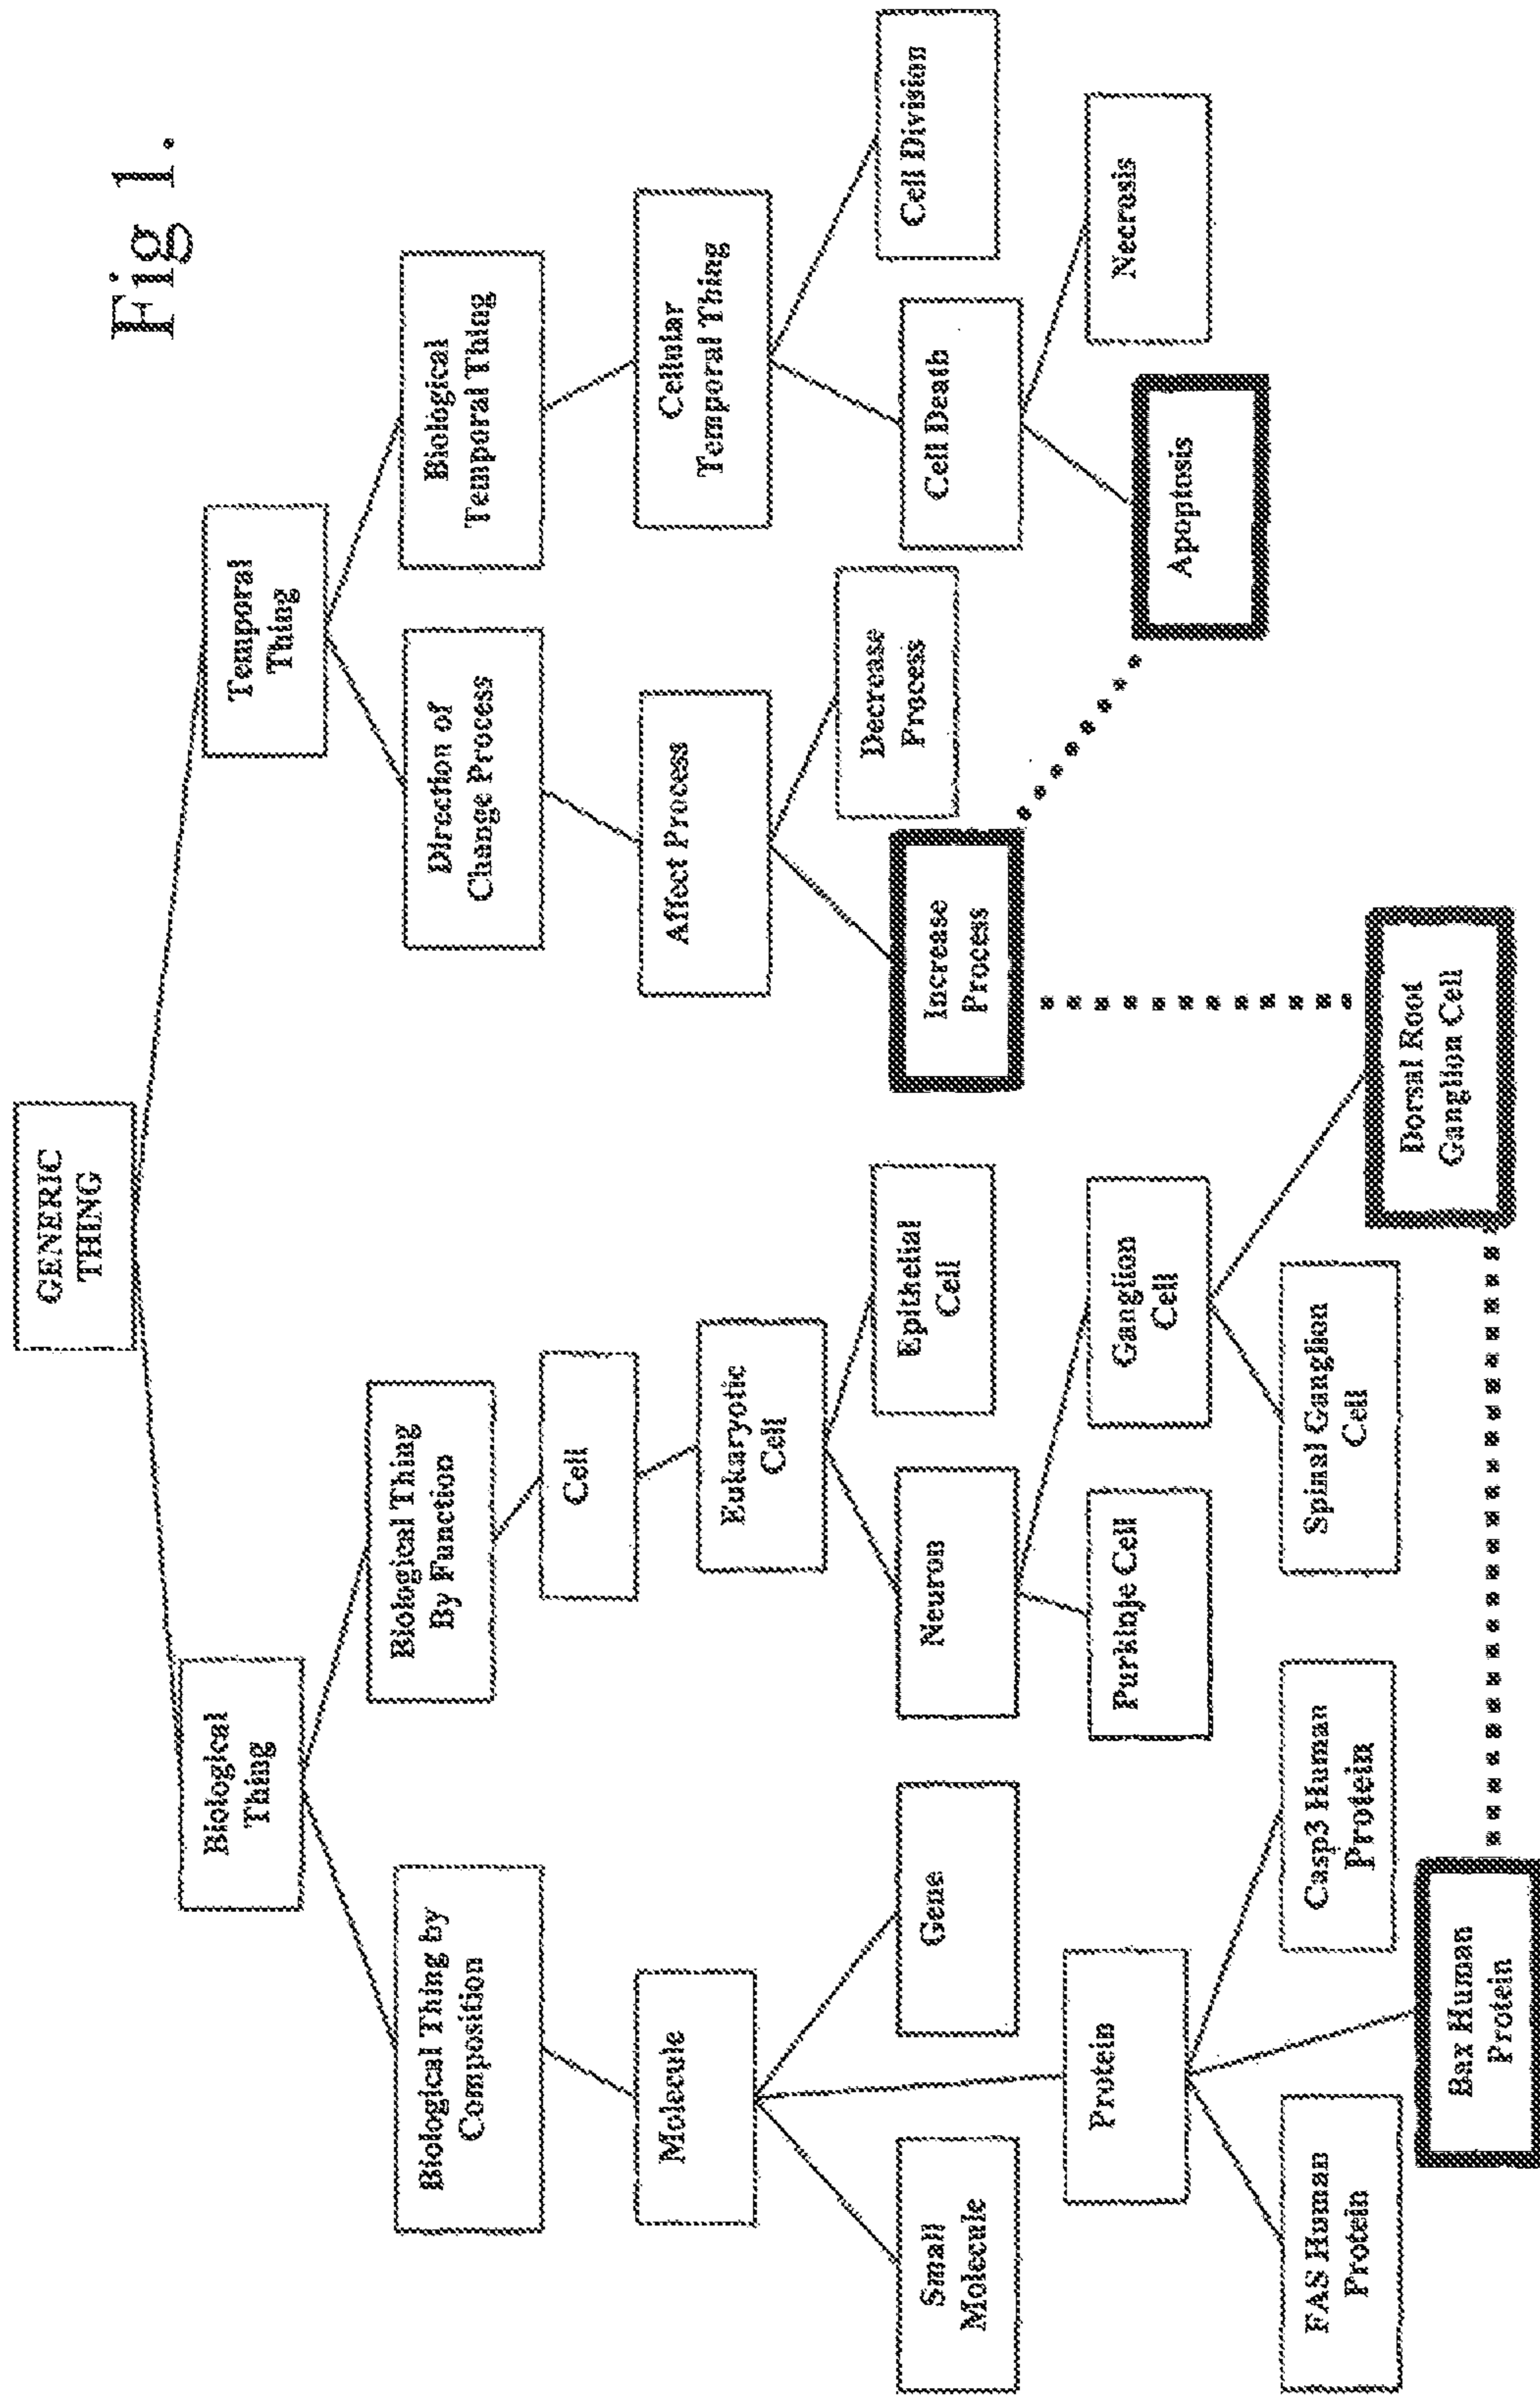 Fig 1.
GENERIC
THING
Biological
Thing
Temporal
Thing
Biological Thing by
Composition
Biological Thing
By Function
Direction of
Change Process
Biological
Temporal Thing
Molecule
Cell
Affect Process
Cellular
Temporal Thing
Eukaryotic
Cell
Small
Molecule
Gene
Neuron
Epithelial
Cell
Increase
Process
Decrease
Process
Cell Death
Cell Division
Protein
Purkinje Cell
Ganglion
Cell
Apoptosis
Necrosis
FAS Human
Protein
Casp3 Human
Protein
Spinal Ganglion
Cell
Dorsal Root
Ganglion Cell
Bax Human
Protein